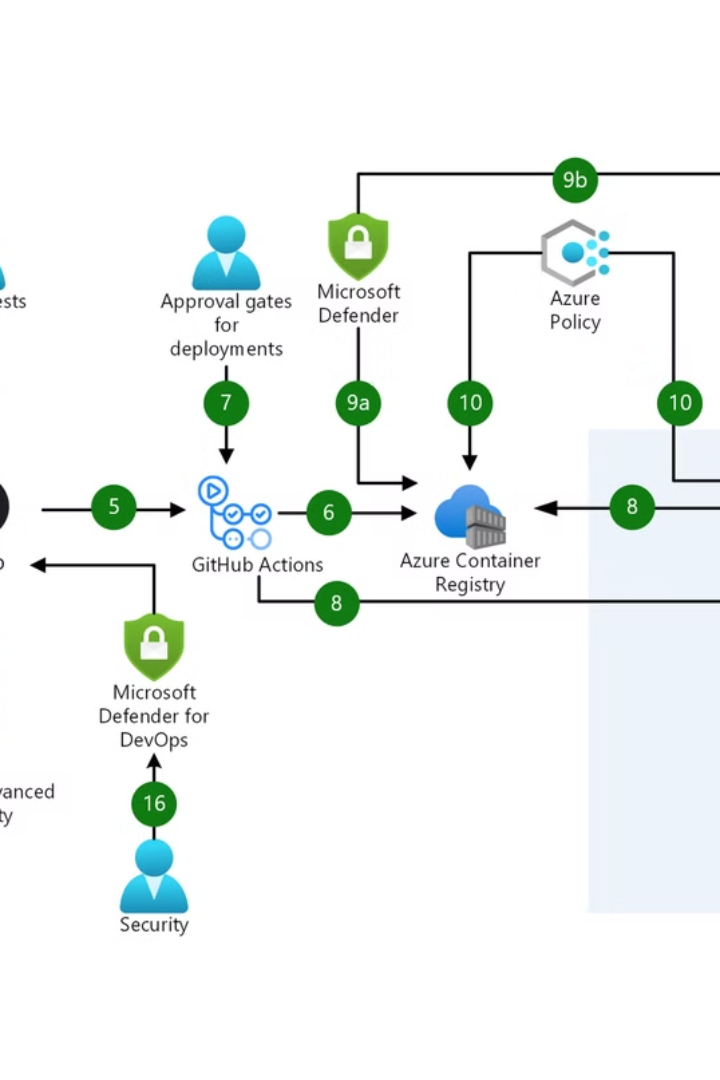 9b
ests
Approval gates
for
deployments
Microsoft
Defender
Azure
Policy
7
9a
10
10
5
6
8
GitHub Actions
Azure Container
Registry
8
Microsoft
Defender for
DevOps
vanced
ty
16
Security